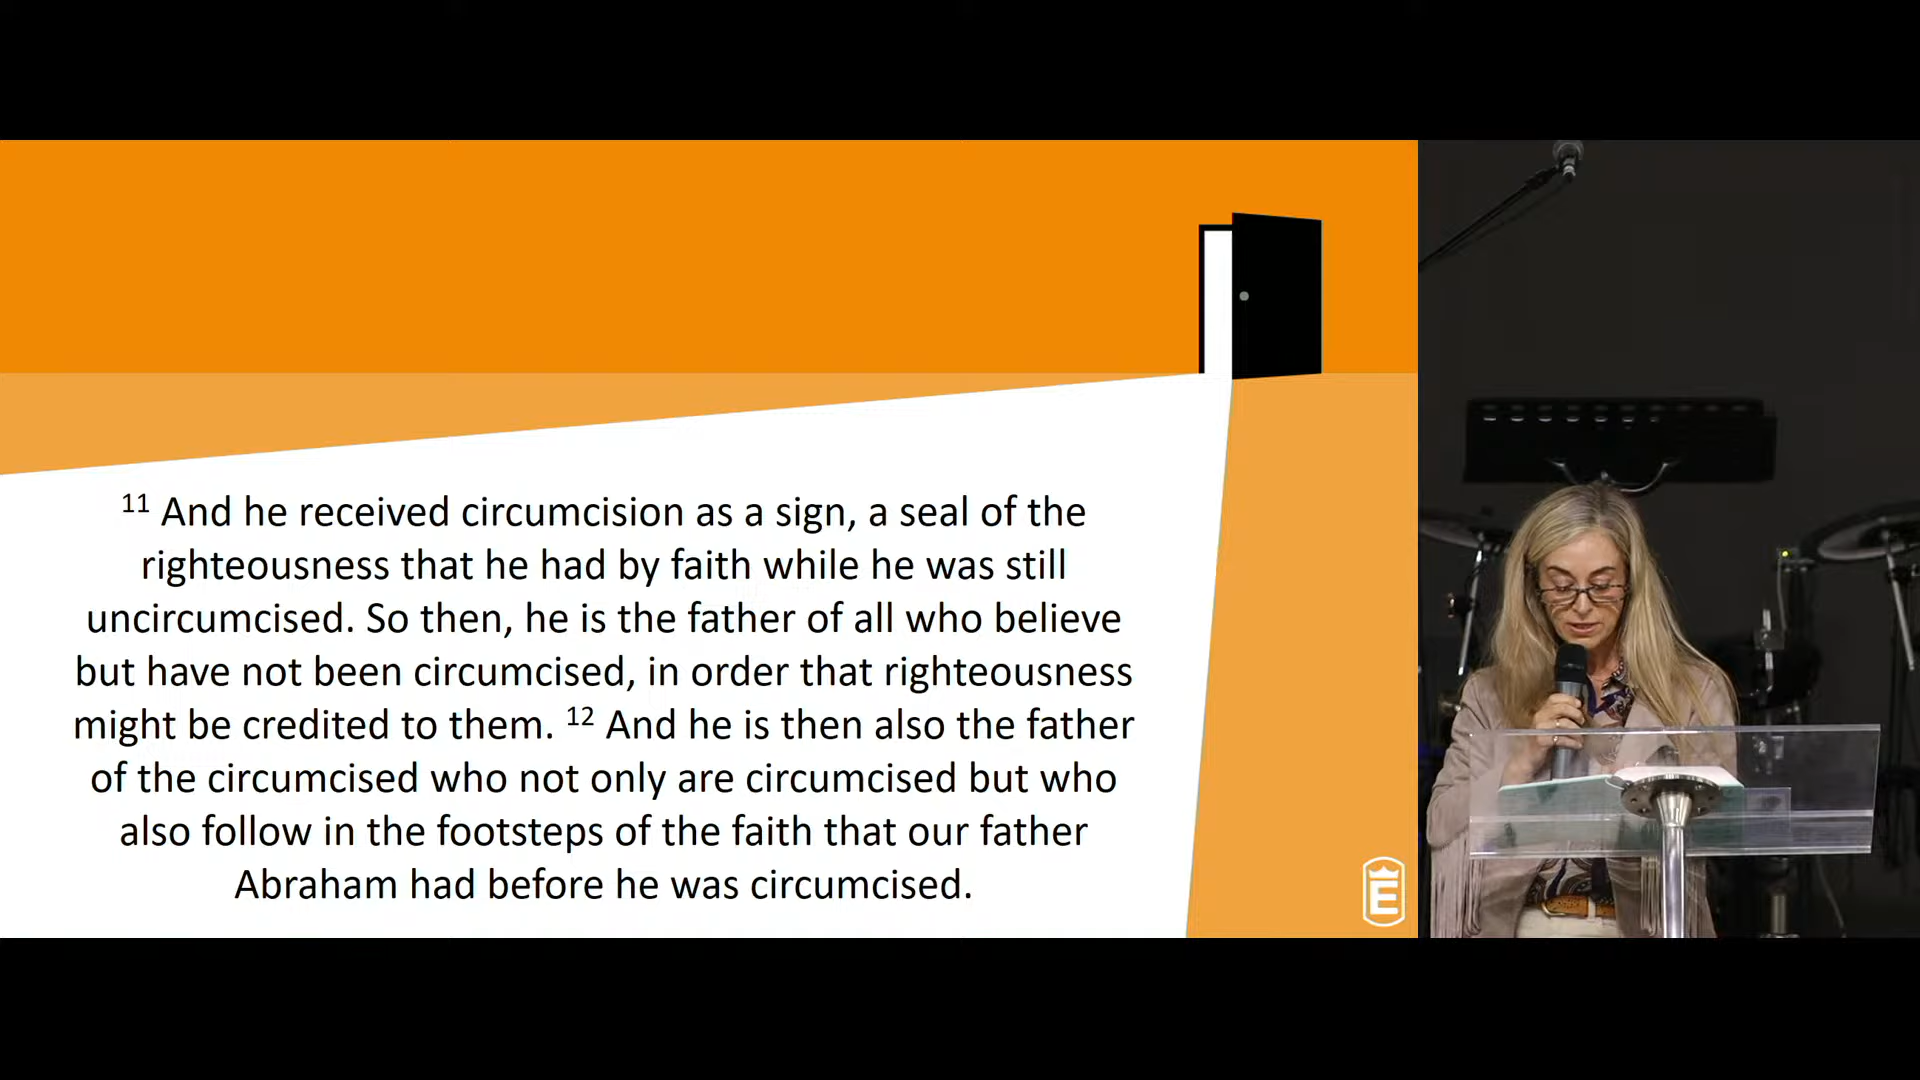 11 And he received circumcision as a sign, a seal of the
righteousness that he had by faith while he was still
uncircumcised. So then, he is the father of all who believe
but have not been circumcised, in order that righteousness
might be credited to them. 12 And he is then also the father
of the circumcised who not only are circumcised but who
also follow in the footsteps of the faith that our father
Abraham had before he was circumcised.
E